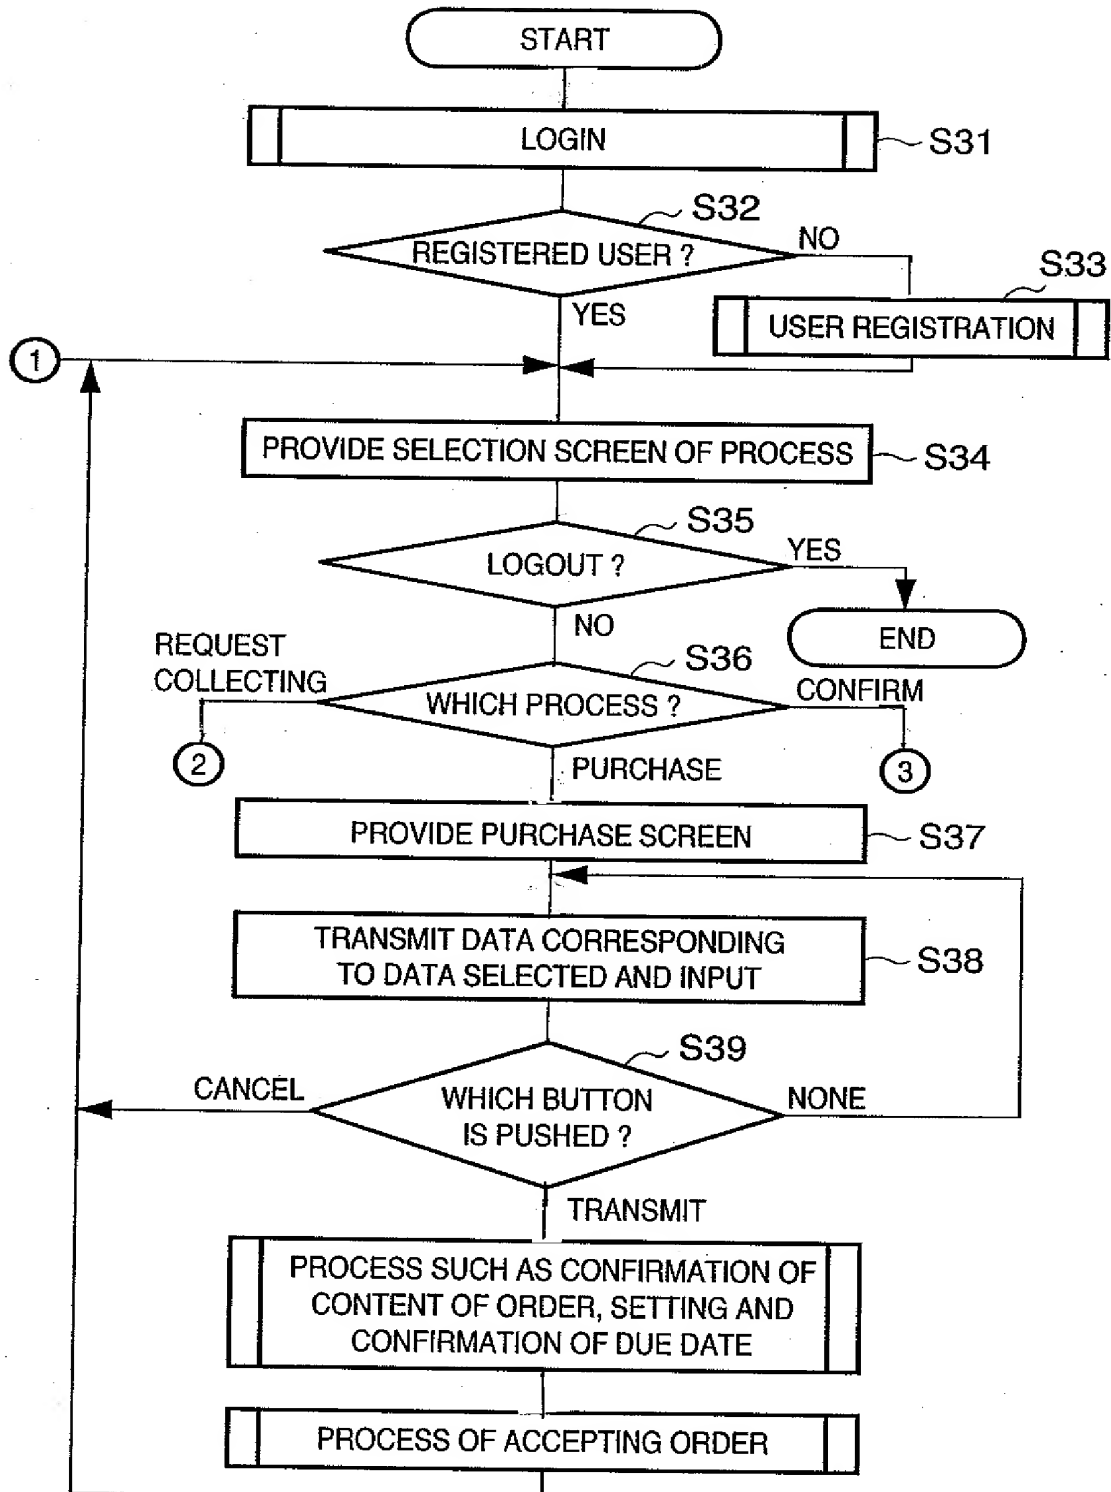 START
LOGIN
S31
S32
REGISTERED USER ?
NO
S33
YES
USER REGISTRATION
1
PROVIDE SELECTION SCREEN OF PROCESS
S34
S35
LOGOUT ?
YES
NO
END
REQUEST
COLLECTING
S36
WHICH PROCESS ?
CONFIRM
2
3
PURCHASE
PROVIDE PURCHASE SCREEN
S37
TRANSMIT DATA CORRESPONDING
TO DATA SELECTED AND INPUT
S38
S39
CANCEL
WHICH BUTTON
IS PUSHED ?
NONE
TRANSMIT
PROCESS SUCH AS CONFIRMATION OF
CONTENT OF ORDER, SETTING AND
CONFIRMATION OF DUE DATE
PROCESS OF ACCEPTING ORDER